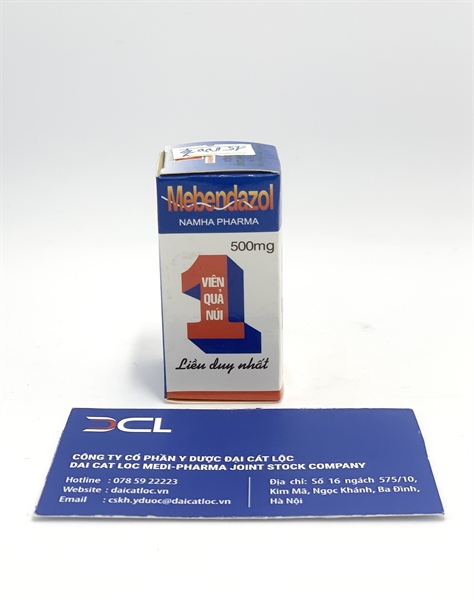 Mebendazol
NAMHA PHARMA
500mg
1
VIÊN
QUẢ
NÚI
Liều duy nhất
DCL
CÔNG TY CỔ PHẦN Y DƯỢC ĐẠI CÁT LỘC
DAI CAT LOC MEDI-PHARMA JOINT STOCK COMPANY
Hotline : 078 59 22223
Website : daicatloc.vn
Email : cskh.yduoc@daicatloc.vn
Địa chỉ: Số 16 ngách 575/10,
Kim Mã, Ngọc Khánh, Ba Đình,
Hà Nội